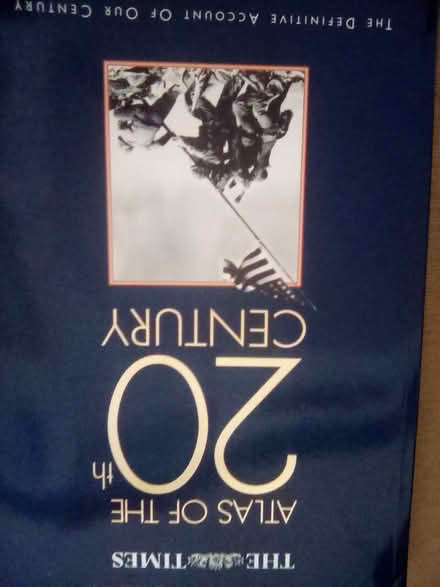 THE TIMES
ATLAS OF THE
20th
CENTURY
THE DEFINITIVE ACCOUNT OF OUR CENTURY